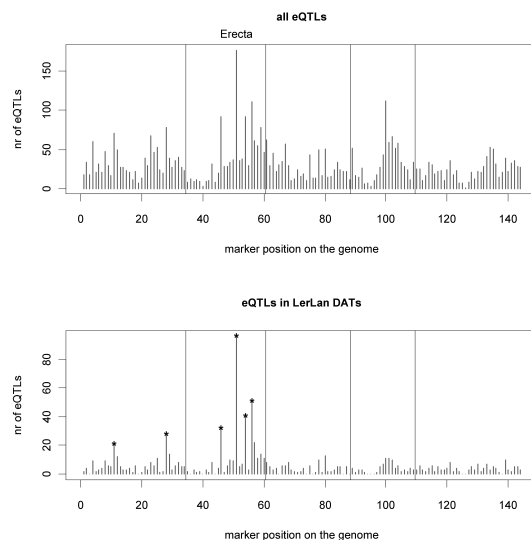 all eQTLs
Erecta
nr of eQTLs
0
50
100
150
0 20 40 60 80 100 120 140
marker position on the genome
eQTLs in LerLan DATs
nr of eQTLs
0
20
40
60
80
* * * * * *
0 20 40 60 80 100 120 140
marker position on the genome